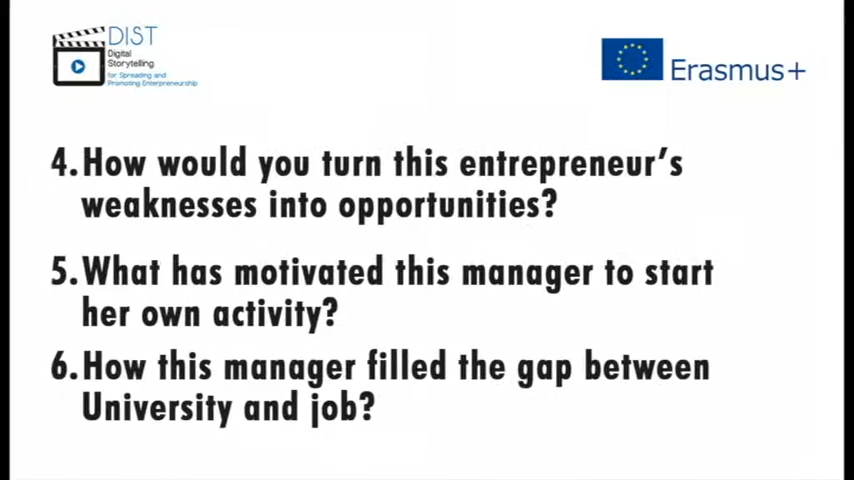 DIST
Digital
Storytelling
for Spreading and
Promoting Enterpreneurship
Erasmus+
4.How would you turn this entrepreneur's
weaknesses into opportunities?
5.What has motivated this manager to start
her own activity?
6.How this manager filled the gap between
University and job?